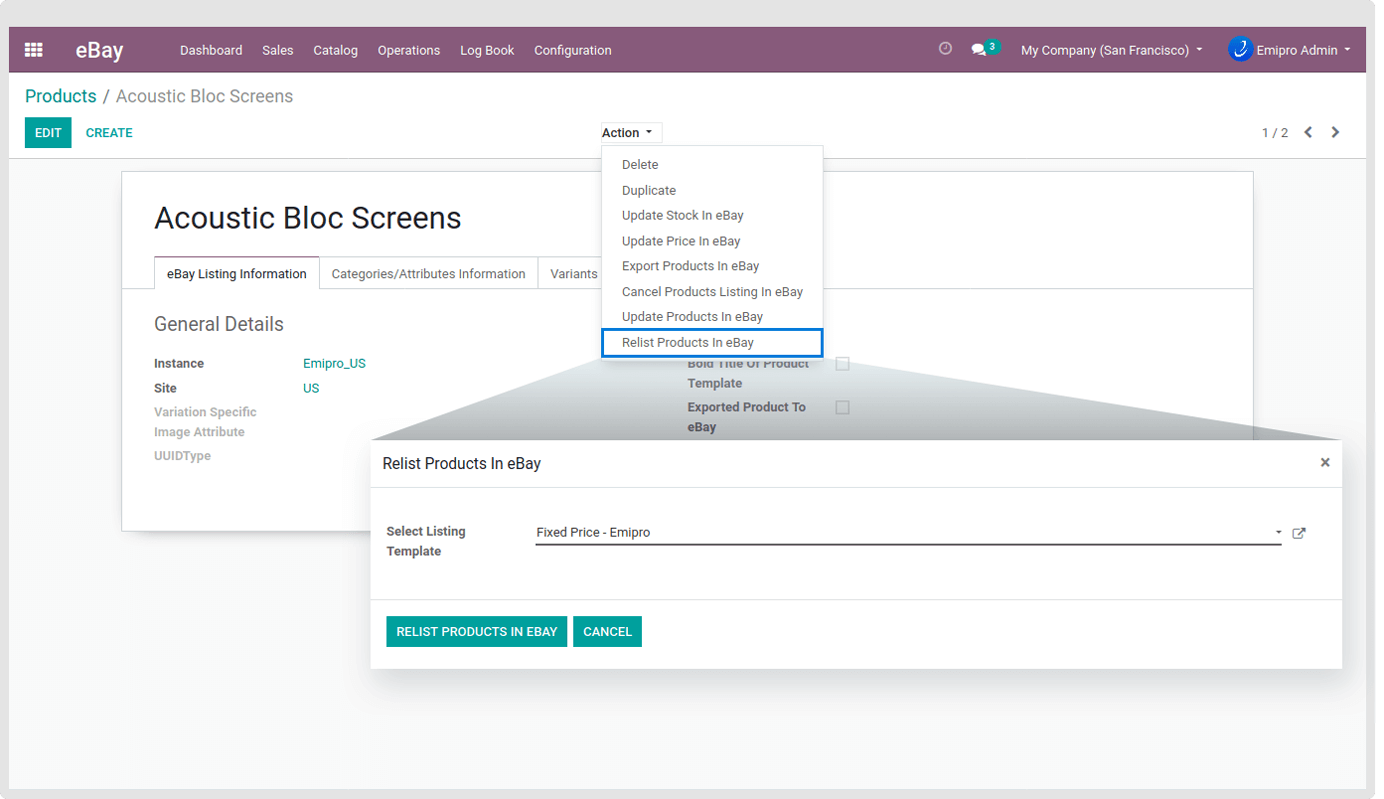 eBay Dashboard Sales Catalog Operations Log Book Configuration 3 My Company (San Francisco) Emipro Admin
Products / Acoustic Bloc Screens
EDIT CREATE Action 1 / 2
Delete
Duplicate
Update Stock In eBay
Update Price In eBay
Export Products In eBay
Cancel Products Listing In eBay
Update Products In eBay
Relist Products In eBay
Acoustic Bloc Screens
eBay Listing Information Categories/Attributes Information Variants
General Details
Instance Emipro_US
Site US
Variation Specific
Image Attribute
UUIDType
Bold Title Of Product
Template
Exported Product To
eBay
Relist Products In eBay ×
Select Listing
Template
Fixed Price - Emipro
RELIST PRODUCTS IN EBAY CANCEL